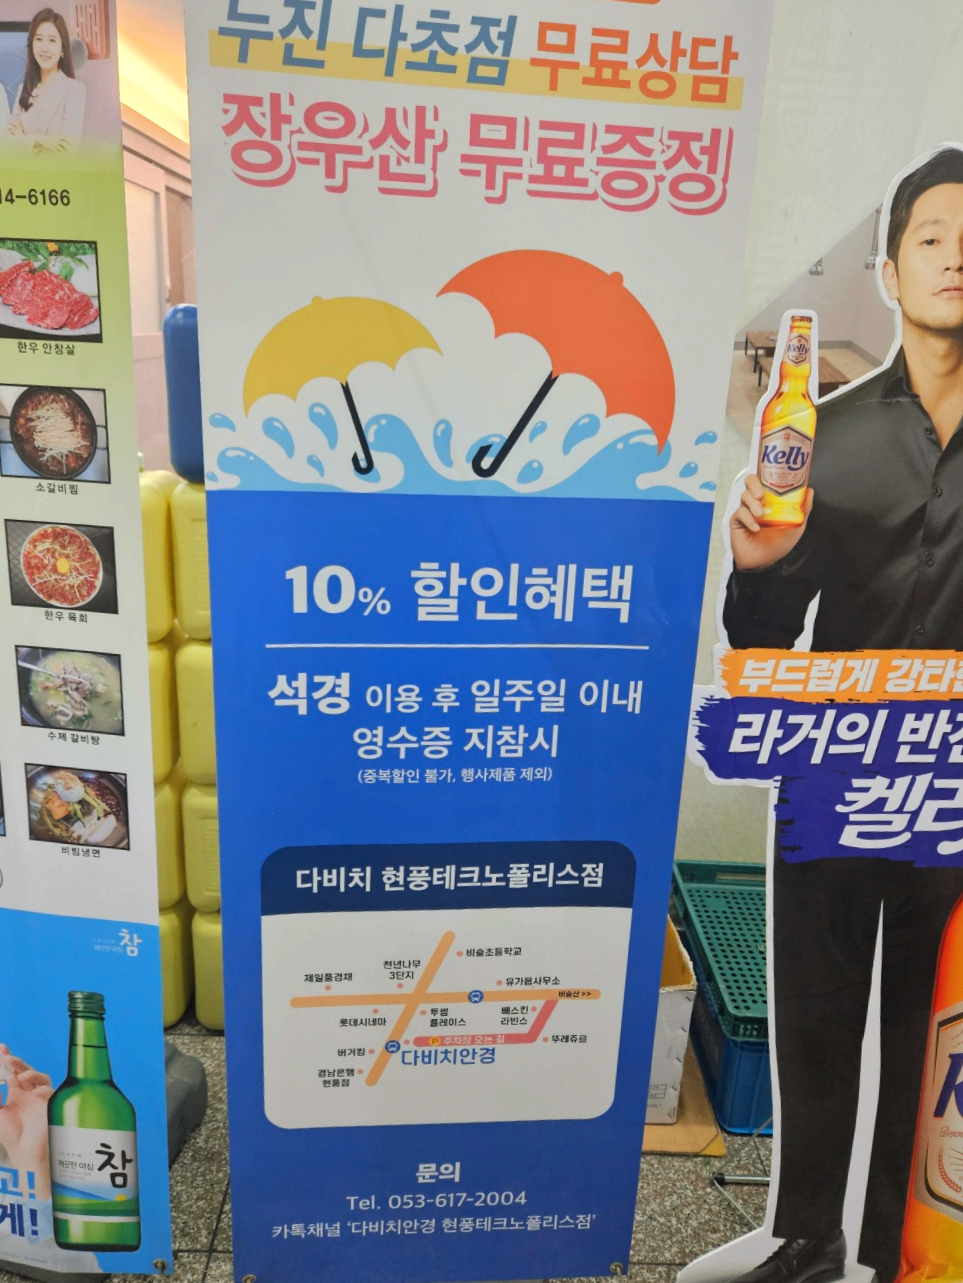 누진 다초점 무료상담
장우산 무료증정
10% 할인혜택
석경 이용 후 일주일 이내
영수증 지참시
(중복할인 불가, 행사제품 제외)
다비치 현풍테크노폴리스점
비슬초등학교
천년나무
3단지
제일풍경채
유가읍사무소
비슬산 >>
롯데시네마
투썸
플레이스
배스킨
라빈스
P 주차장 오는 길
뚜레쥬르
버거킹
다비치안경
경남은행
현풍점
문의
Tel. 053-617-2004
카톡채널 '다비치안경 현풍테크노폴리스점'
14-6166
한우 안창살
소갈비찜
한우 육회
수제 갈비탕
비빔냉면
참
깨끗한 아침 참
고!
게!
Kelly
Kelly
부드럽게 강타
라거의 반전
켈리
K